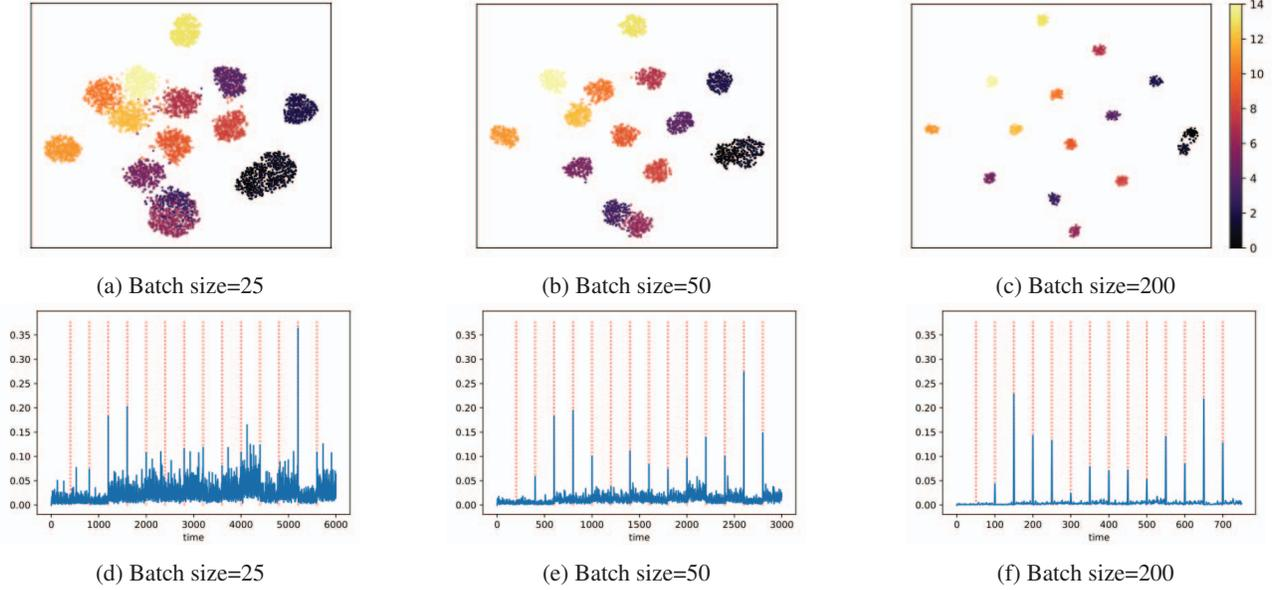 14
12
10
8
6
4
2
0
(a) Batch size=25
(b) Batch size=50
(c) Batch size=200
0.35
0.30
0.25
0.20
0.15
0.10
0.05
0.00
0 1000 2000 3000 4000 5000 6000
time
0.35
0.30
0.25
0.20
0.15
0.10
0.05
0.00
0 500 1000 1500 2000 2500 3000
time
0.35
0.30
0.25
0.20
0.15
0.10
0.05
0.00
0 100 200 300 400 500 600 700
time
(d) Batch size=25
(e) Batch size=50
(f) Batch size=200